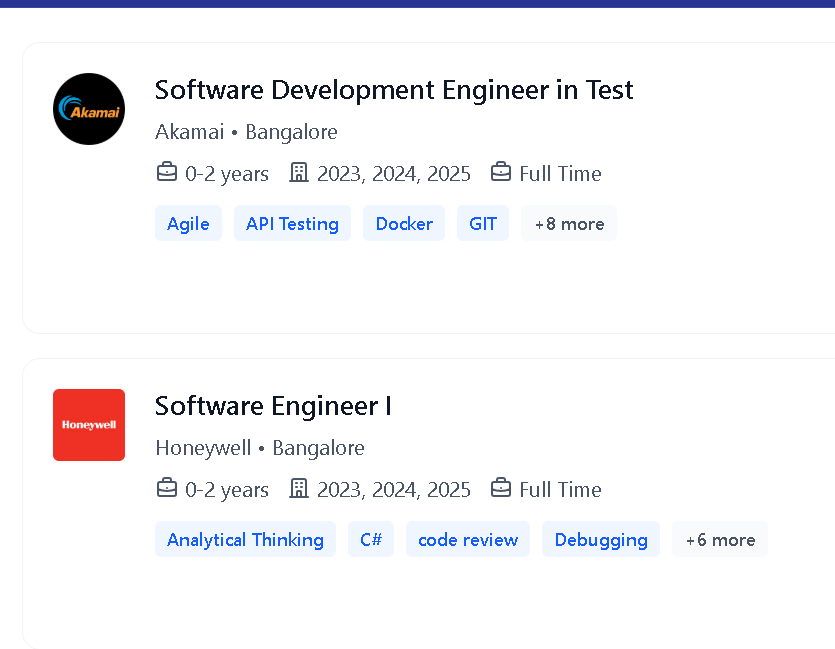 Akamai
Software Development Engineer in Test
Akamai • Bangalore
0-2 years 2023, 2024, 2025 Full Time
Agile API Testing Docker GIT +8 more
Honeywell
Software Engineer I
Honeywell • Bangalore
0-2 years 2023, 2024, 2025 Full Time
Analytical Thinking C# code review Debugging +6 more